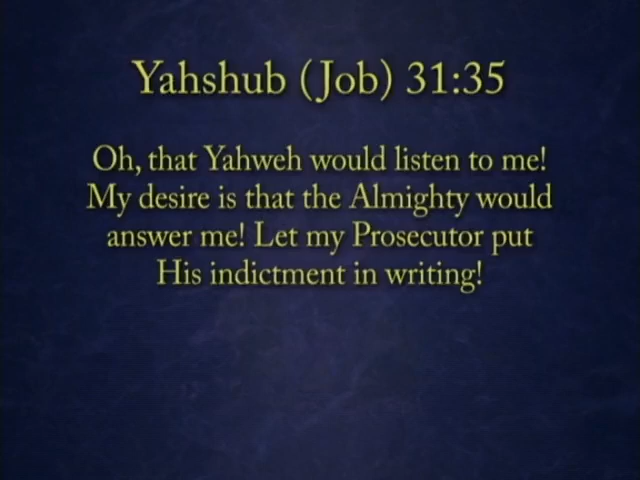 Yahshub (Job) 31:35
Oh, that Yahweh would listen to me!
My desire is that the Almighty would
answer me! Let my Prosecutor put
His indictment in writing!